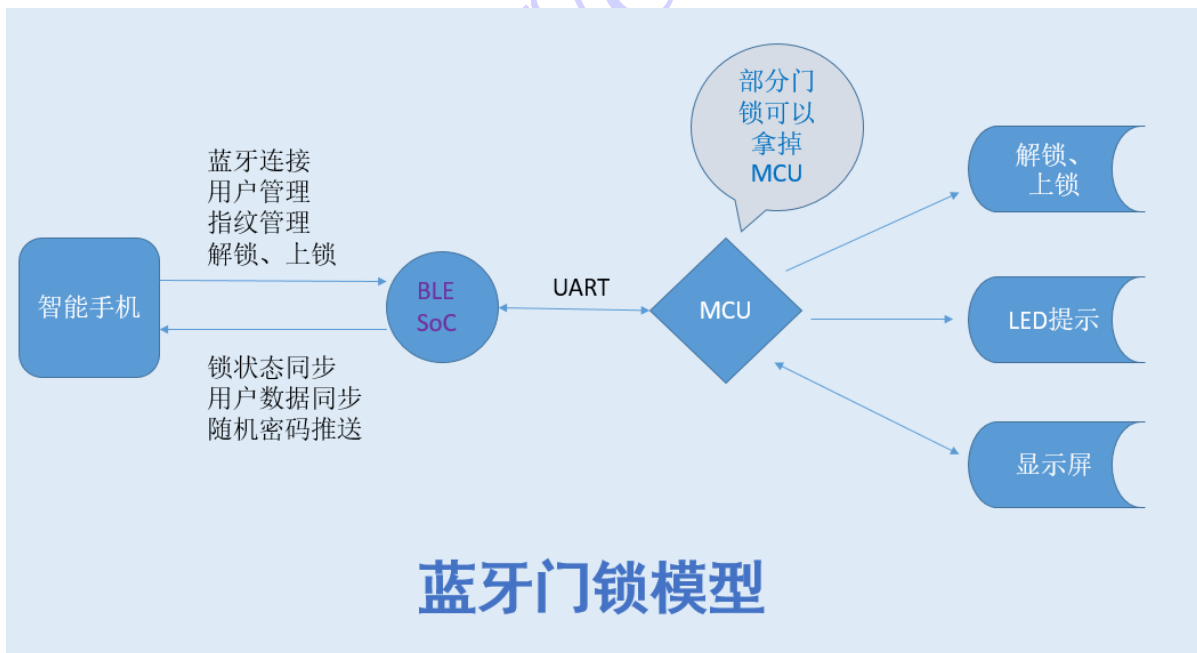 部分门
锁可以
拿掉
MCU
蓝牙连接
用户管理
指纹管理
解锁、上锁
解锁、
上锁
智能手机
BLE
SoC
UART
MCU
LED提示
锁状态同步
用户数据同步
随机密码推送
显示屏
蓝牙门锁模型